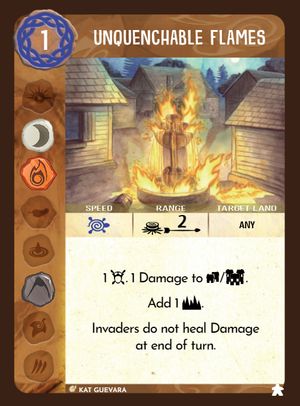 1
UNQUENCHABLE FLAMES
SPEED RANGE TARGET LAND
2 ANY
1 . 1 Damage to / .
Add 1 .
Invaders do not heal Damage
at end of turn.
KAT GUEVARA